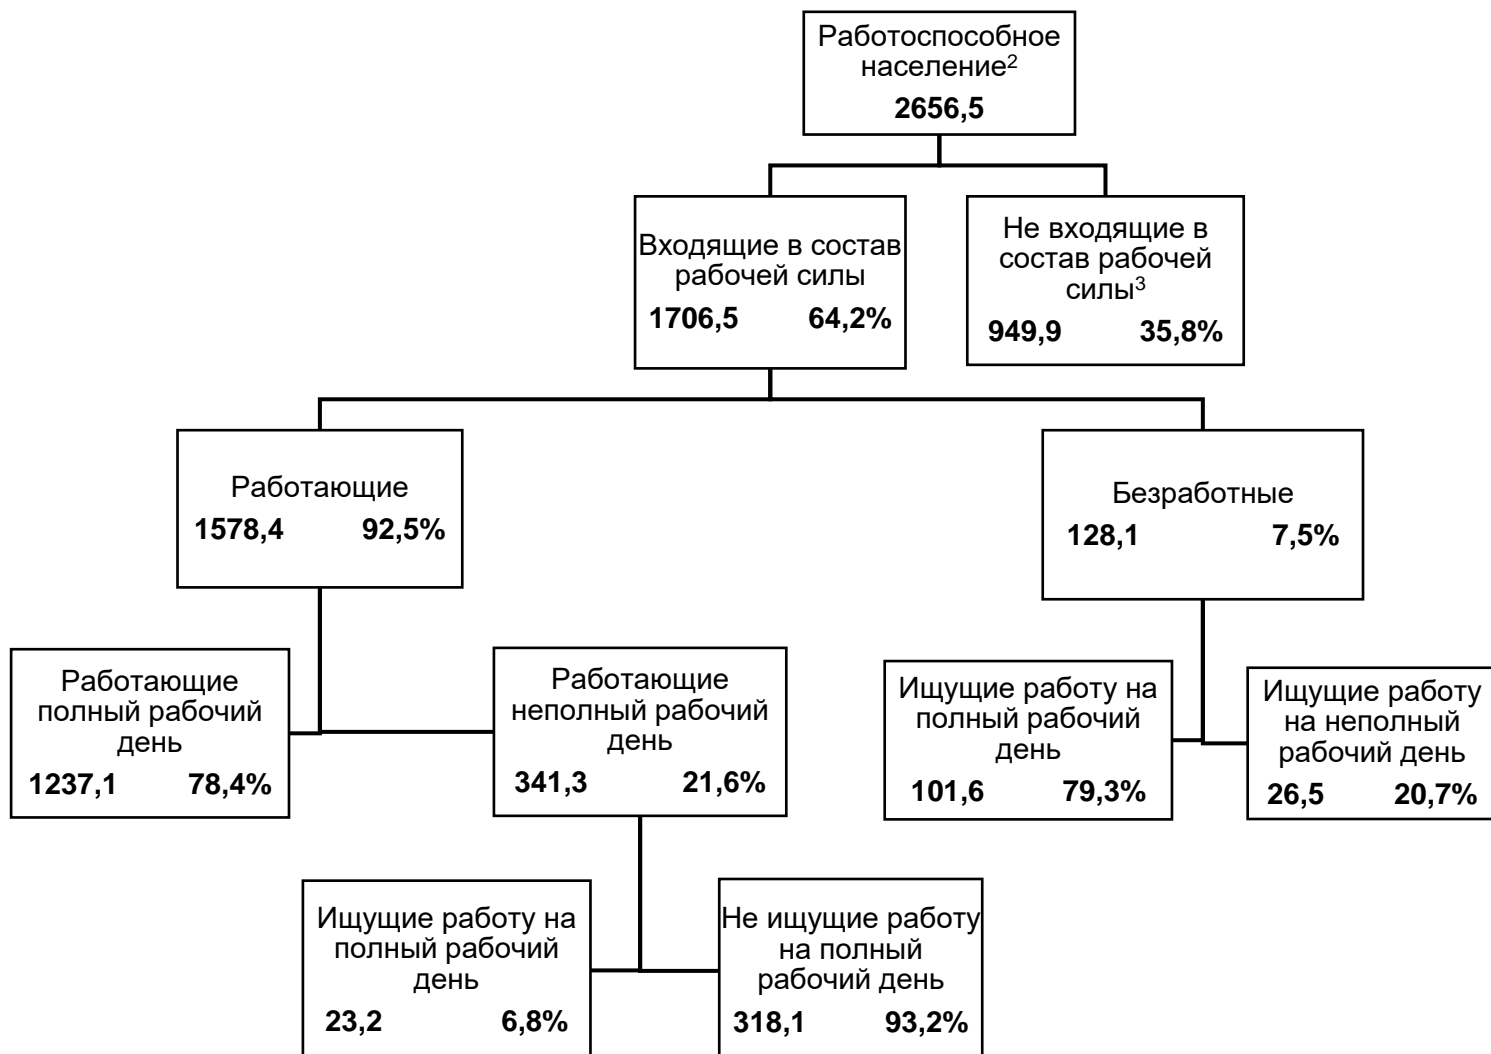 Работоспособное
население²
2656,5
Входящие в состав
рабочей силы
1706,5 64,2%
Не входящие в
состав рабочей
силы³
949,9 35,8%
Работающие
1578,4 92,5%
Безработные
128,1 7,5%
Работающие
полный рабочий
день
1237,1 78,4%
Работающие
неполный рабочий
день
341,3 21,6%
Ищущие работу на
полный рабочий
день
101,6 79,3%
Ищущие работу
на неполный
рабочий день
26,5 20,7%
Ищущие работу на
полный рабочий
день
23,2 6,8%
Не ищущие работу
на полный
рабочий день
318,1 93,2%